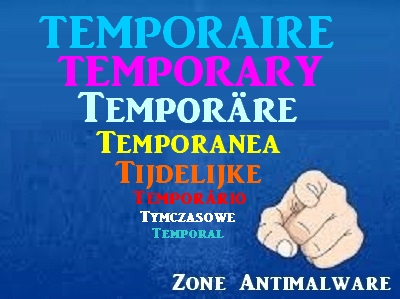 TEMPORAIRE
TEMPORARY
TEMPORÄRE
TEMPORANEA
TIJDELIJKE
TEMPORÁRIO
TYMCZASOWE
TEMPORAL
ZONE ANTIMALWARE